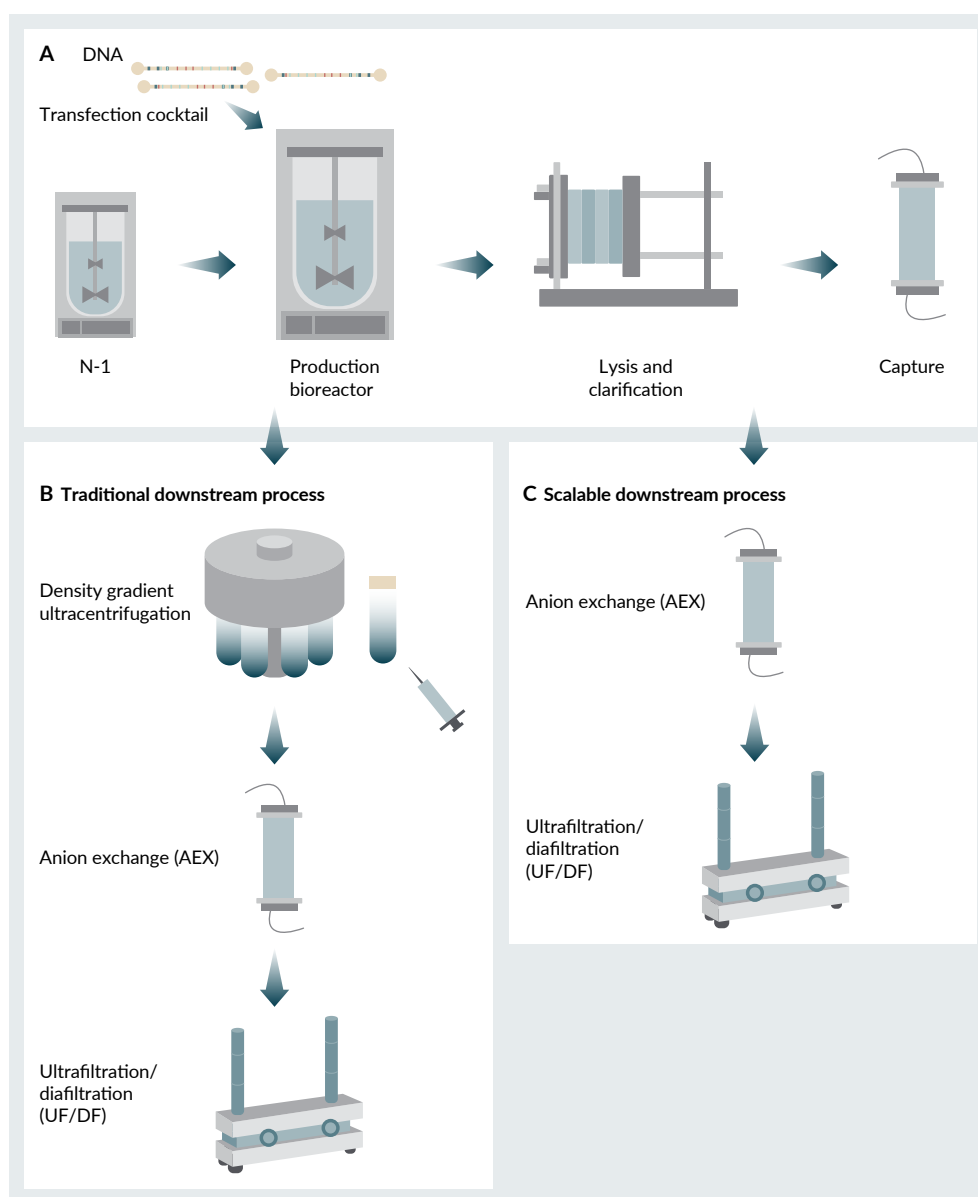 A DNA
Transfection cocktail
N-1
Production
bioreactor
Lysis and
clarification
Capture
B Traditional downstream process
Density gradient
ultracentrifugation
Anion exchange (AEX)
Ultrafiltration/
diafiltration
(UF/DF)
C Scalable downstream process
Anion exchange (AEX)
Ultrafiltration/
diafiltration
(UF/DF)